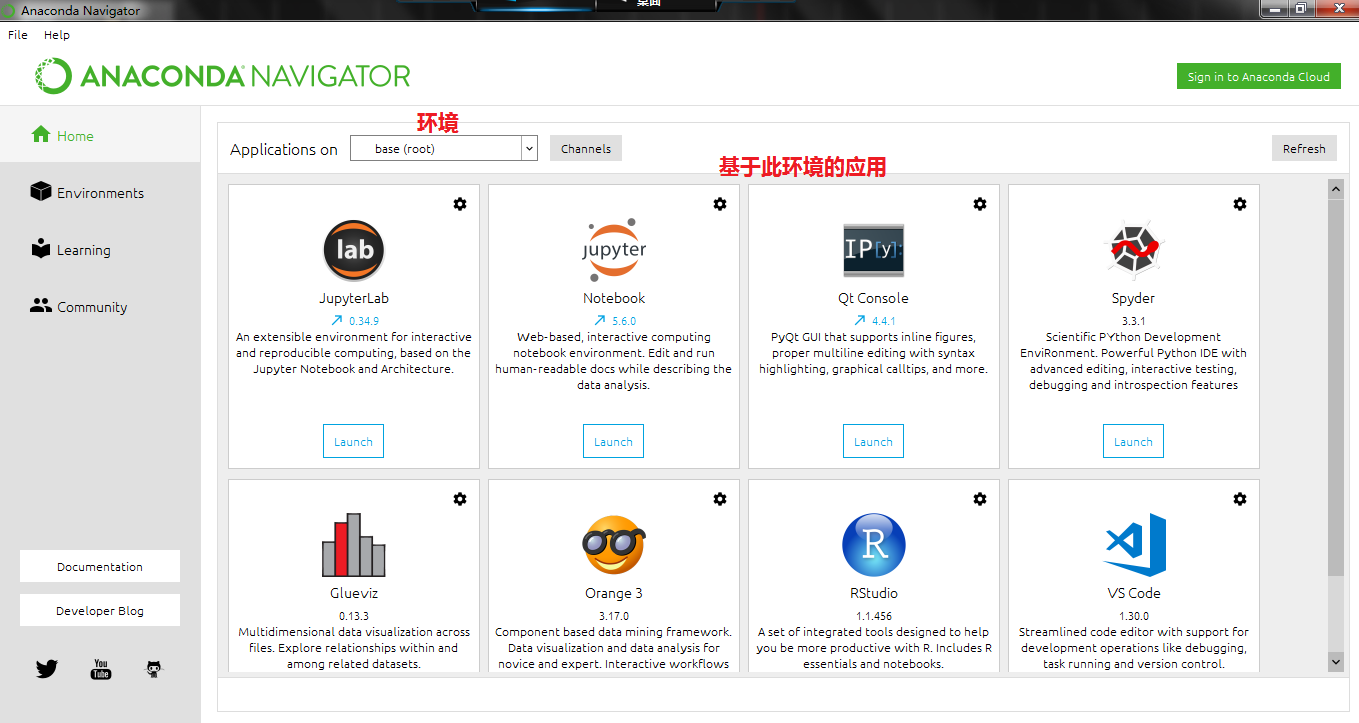 Anaconda Navigator
桌面
File Help
ANACONDA NAVIGATOR
Sign in to Anaconda Cloud
Home
Environments
Learning
Community
Documentation
Developer Blog
You Tube
环境
Applications on base (root) Channels Refresh
基于此环境的应用
lab
JupyterLab
0.34.9
An extensible environment for interactive
and reproducible computing, based on the
Jupyter Notebook and Architecture.
Launch
jupyter
Notebook
5.6.0
Web-based, interactive computing
notebook environment. Edit and run
human-readable docs while describing the
data analysis.
Launch
IP[y]:
Qt Console
4.4.1
PyQt GUI that supports inline figures,
proper multiline editing with syntax
highlighting, graphical calltips, and more.
Launch
Spyder
3.3.1
Scientific PYthon Development
EnviRonment. Powerful Python IDE with
advanced editing, interactive testing,
debugging and introspection features
Launch
Glueviz
0.13.3
Multidimensional data visualization across
files. Explore relationships within and
among related datasets.
Orange 3
3.17.0
Component based data mining framework.
Data visualization and data analysis for
novice and expert. Interactive workflows
R
RStudio
1.1.456
A set of integrated tools designed to help
you be more productive with R. Includes R
essentials and notebooks.
VS Code
1.30.0
Streamlined code editor with support for
development operations like debugging,
task running and version control.